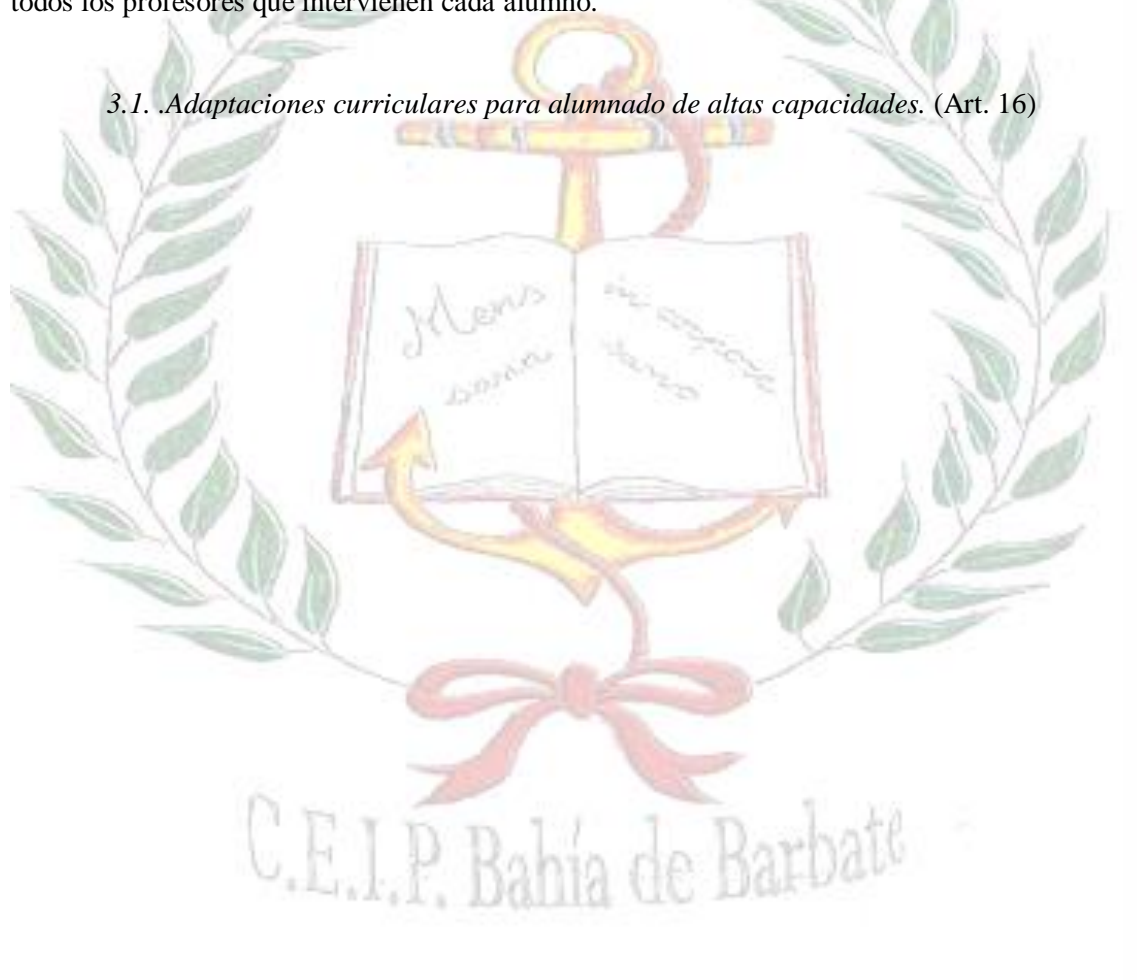 todos los profesores que intervienen cada alumno.
3.1. .Adaptaciones curriculares para alumnado de altas capacidades. (Art. 16)
Mens in corpore
sana sano
C.E.I.P. Bahía de Barbate